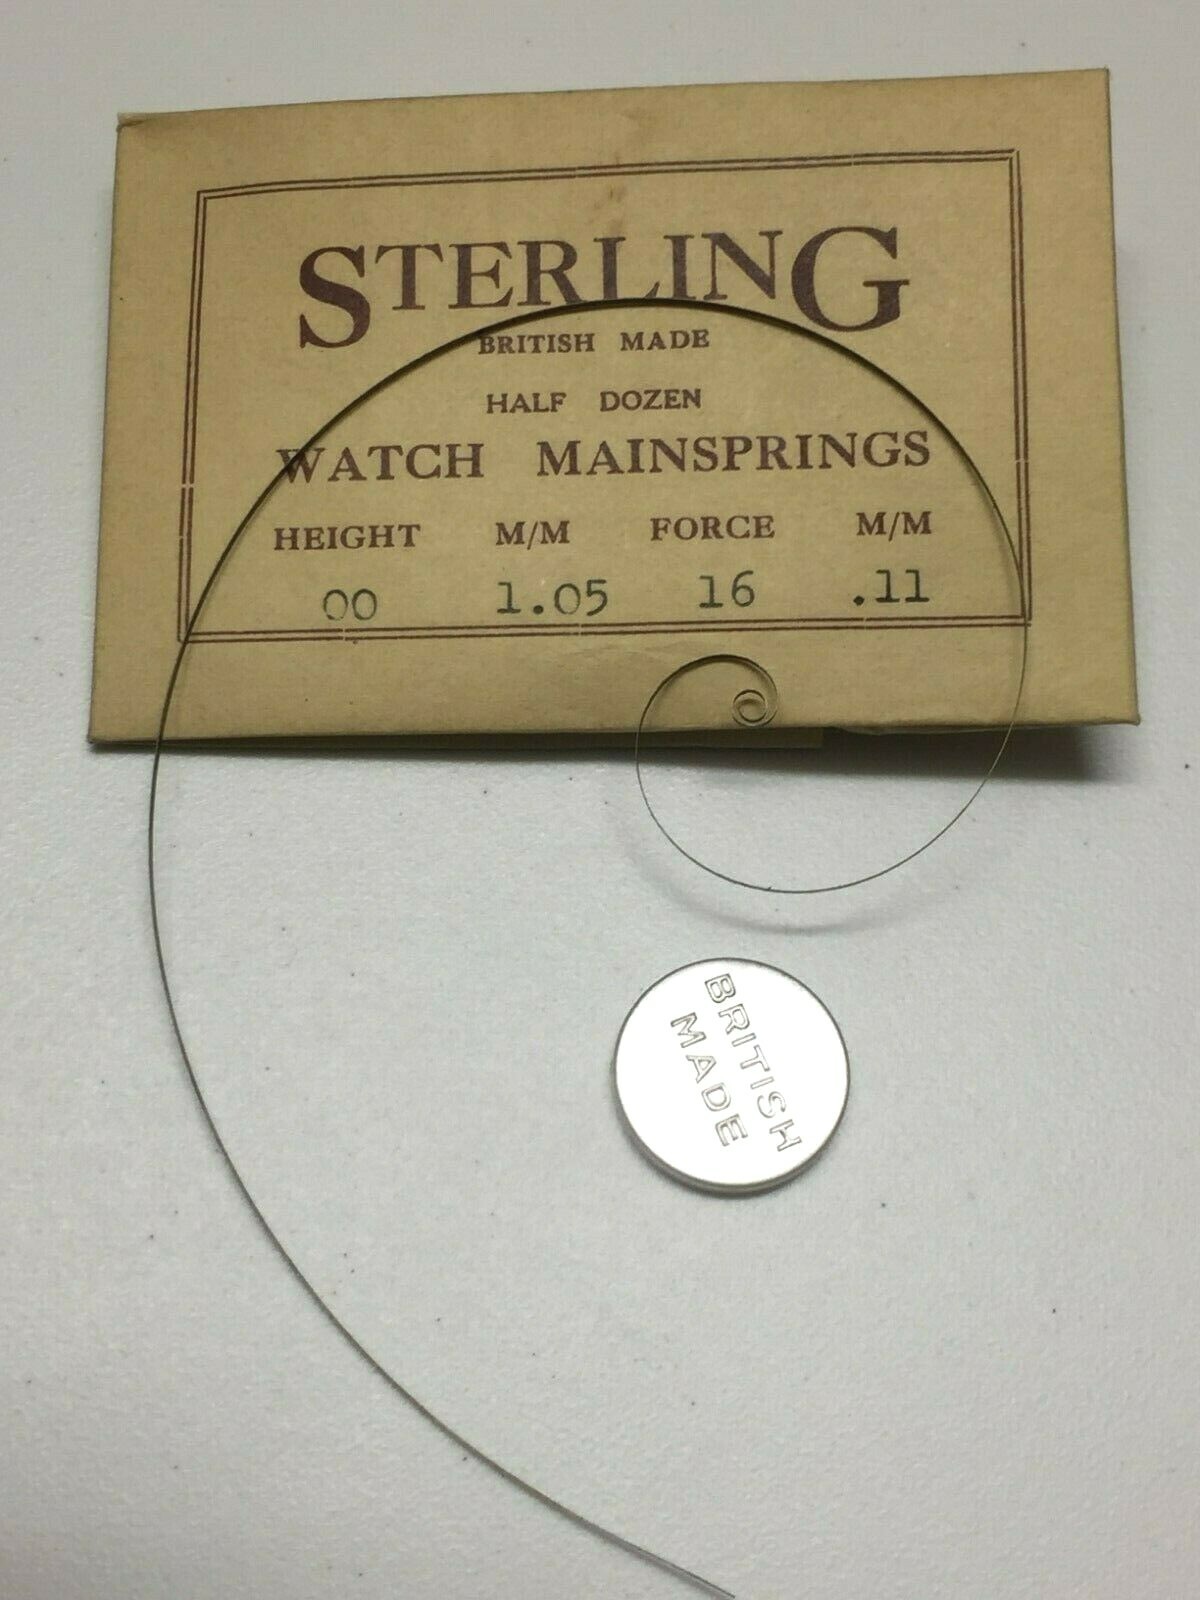 STERLING
BRITISH MADE
HALF DOZEN
WATCH MAINSPRINGS
HEIGHT M/M FORCE M/M
00 1.05 16 .11
BRITISH
MADE